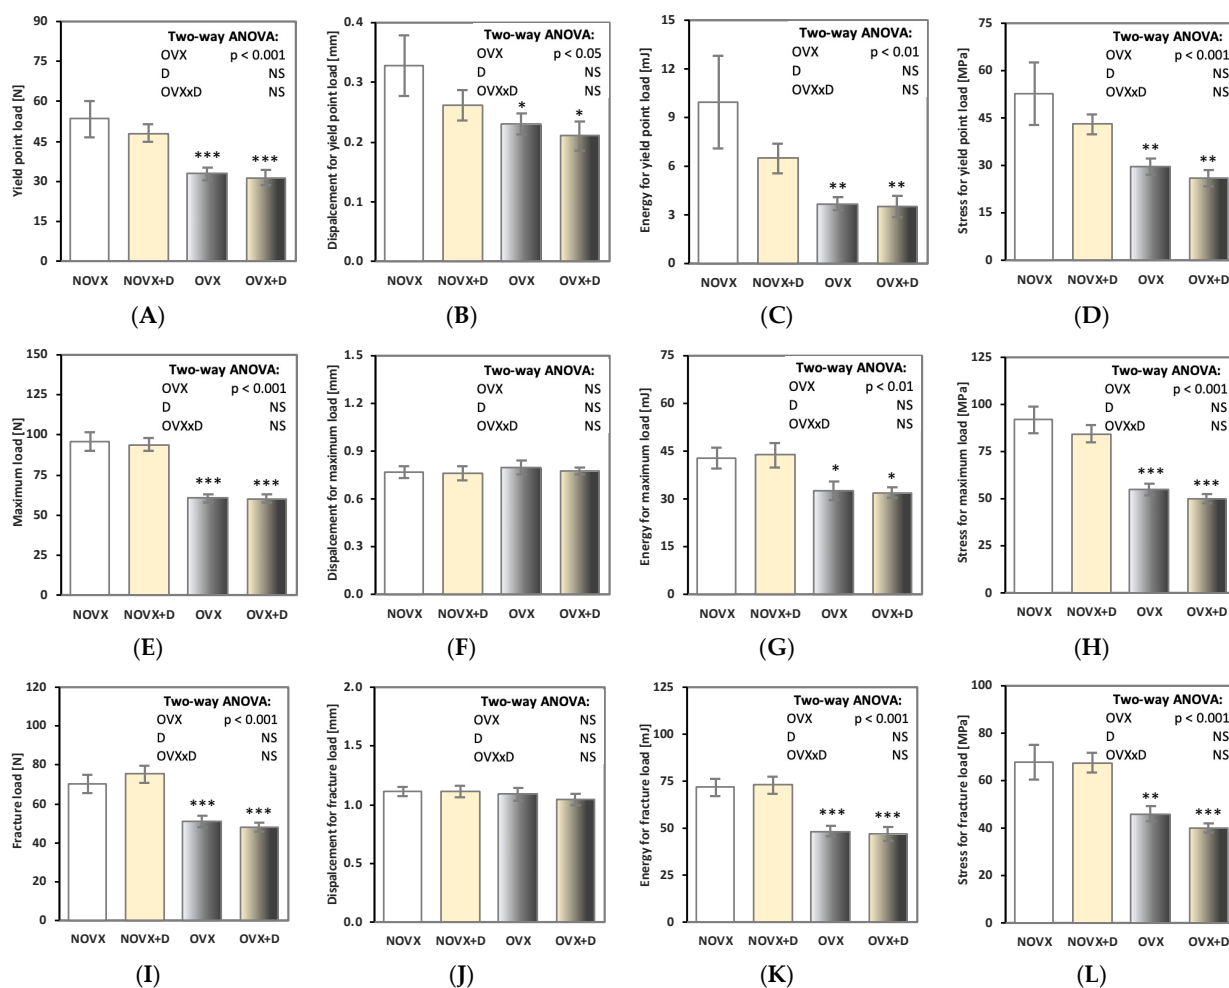 Yield point load [N]
90
75
60
45
30
15
0
Two-way ANOVA:
OVX p < 0.001
D NS
OVXxD NS
*** ***
NOVX NOVX+D OVX OVX+D
(A)
Dispalcment for yield point load [mm]
0.4
0.3
0.2
0.1
0.0
Two-way ANOVA:
OVX p < 0.05
D NS
OVXxD NS
* *
NOVX NOVX+D OVX OVX+D
(B)
Energy for yield point load [mJ]
15
12
9
6
3
0
Two-way ANOVA:
OVX p < 0.01
D NS
OVXxD NS
** **
NOVX NOVX+D OVX OVX+D
(C)
Stress for yield point load [MPa]
75
60
45
30
15
0
Two-way ANOVA:
OVX p < 0.001
D NS
OVXxD NS
** **
NOVX NOVX+D OVX OVX+D
(D)
Maximum load [N]
150
125
100
75
50
25
0
Two-way ANOVA:
OVX p < 0.001
D NS
OVXxD NS
*** ***
NOVX NOVX+D OVX OVX+D
(E)
Dispalcement for maximum load [mm]
1.5
1.2
0.9
0.6
0.3
0.0
Two-way ANOVA:
OVX NS
D NS
OVXxD NS
NOVX NOVX+D OVX OVX+D
(F)
Energy for maximum load [mJ]
75
60
45
30
15
0
Two-way ANOVA:
OVX p < 0.01
D NS
OVXxD NS
* *
NOVX NOVX+D OVX OVX+D
(G)
Stress for maximum load [MPa]
125
100
75
50
25
0
Two-way ANOVA:
OVX p < 0.001
D NS
OVXxD NS
*** ***
NOVX NOVX+D OVX OVX+D
(H)
Fracture load [N]
120
100
80
60
40
20
0
Two-way ANOVA:
OVX p < 0.001
D NS
OVXxD NS
*** ***
NOVX NOVX+D OVX OVX+D
(I)
Dispalcement for fracture load [mm]
2.0
1.5
1.0
0.5
0.0
Two-way ANOVA:
OVX NS
D NS
OVXxD NS
NOVX NOVX+D OVX OVX+D
(J)
Energy for fracture load [mJ]
125
100
75
50
25
0
Two-way ANOVA:
OVX p < 0.001
D NS
OVXxD NS
*** ***
NOVX NOVX+D OVX OVX+D
(K)
Stress for fracture load [MPa]
100
80
60
40
20
0
Two-way ANOVA:
OVX p < 0.001
D NS
OVXxD NS
** ***
NOVX NOVX+D OVX OVX+D
(L)